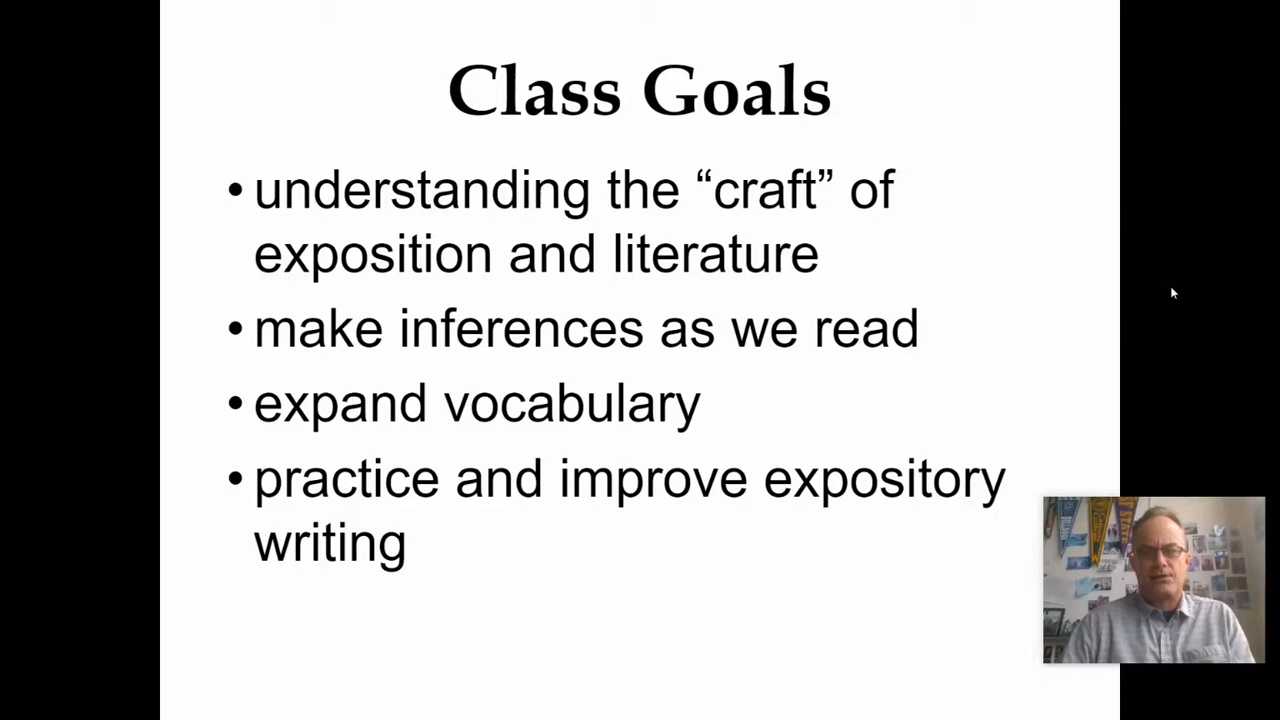 Class Goals
• understanding the “craft” of
exposition and literature
• make inferences as we read
• expand vocabulary
• practice and improve expository
writing